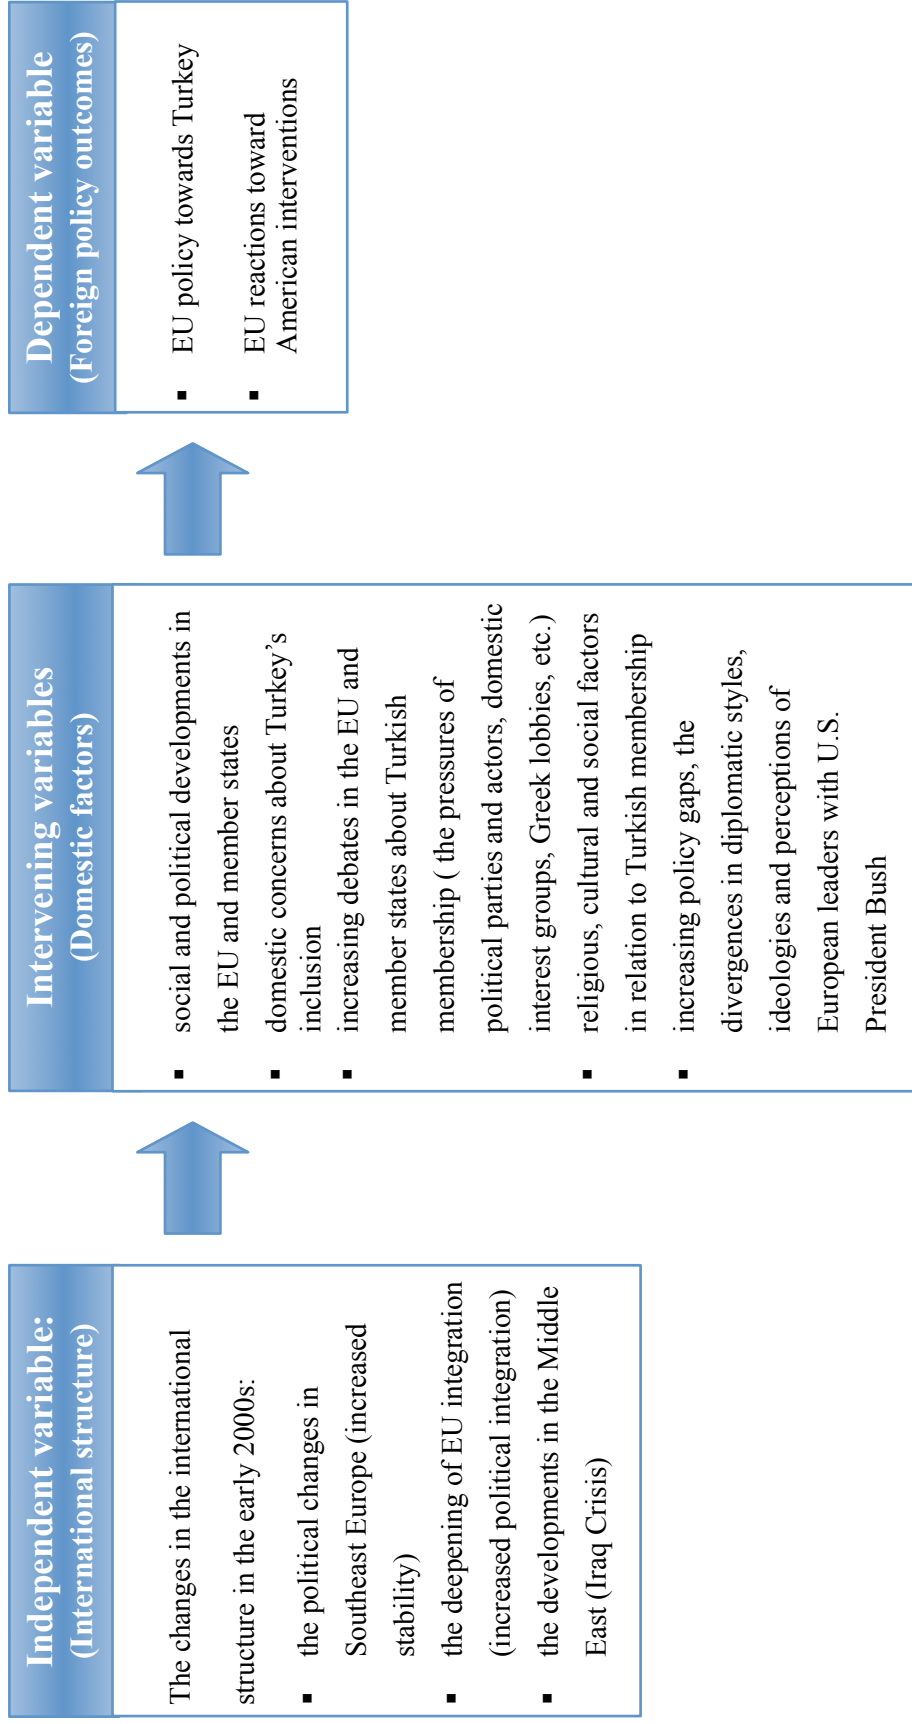 Independent variable:
(International structure)
The changes in the international
structure in the early 2000s:
▪ the political changes in
Southeast Europe (increased
stability)
▪ the deepening of EU integration
(increased political integration)
▪ the developments in the Middle
East (Iraq Crisis)
Intervening variables
(Domestic factors)
▪ social and political developments in
the EU and member states
▪ domestic concerns about Turkey’s
inclusion
▪ increasing debates in the EU and
member states about Turkish
membership ( the pressures of
political parties and actors, domestic
interest groups, Greek lobbies, etc.)
▪ religious, cultural and social factors
in relation to Turkish membership
▪ increasing policy gaps, the
divergences in diplomatic styles,
ideologies and perceptions of
European leaders with U.S.
President Bush
Dependent variable
(Foreign policy outcomes)
▪ EU policy towards Turkey
▪ EU reactions toward
American interventions